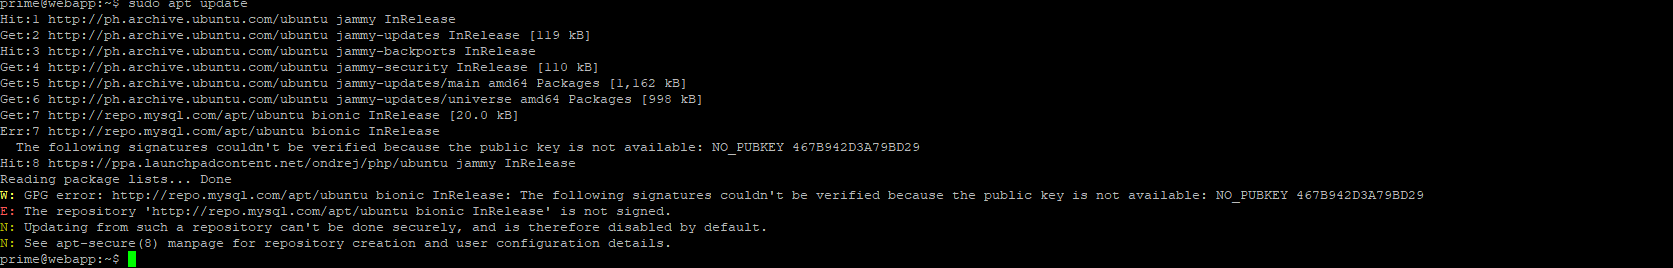 prime@webapp:~$ sudo apt update
Hit:1 http://ph.archive.ubuntu.com/ubuntu jammy InRelease
Get:2 http://ph.archive.ubuntu.com/ubuntu jammy-updates InRelease [119 kB]
Hit:3 http://ph.archive.ubuntu.com/ubuntu jammy-backports InRelease
Get:4 http://ph.archive.ubuntu.com/ubuntu jammy-security InRelease [110 kB]
Get:5 http://ph.archive.ubuntu.com/ubuntu jammy-updates/main amd64 Packages [1,162 kB]
Get:6 http://ph.archive.ubuntu.com/ubuntu jammy-updates/universe amd64 Packages [998 kB]
Get:7 http://repo.mysql.com/apt/ubuntu bionic InRelease [20.0 kB]
Err:7 http://repo.mysql.com/apt/ubuntu bionic InRelease
  The following signatures couldn't be verified because the public key is not available: NO_PUBKEY 467B942D3A79BD29
Hit:8 https://ppa.launchpadcontent.net/ondrej/php/ubuntu jammy InRelease
Reading package lists... Done
W: GPG error: http://repo.mysql.com/apt/ubuntu bionic InRelease: The following signatures couldn't be verified because the public key is not available: NO_PUBKEY 467B942D3A79BD29
E: The repository 'http://repo.mysql.com/apt/ubuntu bionic InRelease' is not signed.
N: Updating from such a repository can't be done securely, and is therefore disabled by default.
N: See apt-secure(8) manpage for repository creation and user configuration details.
prime@webapp:~$